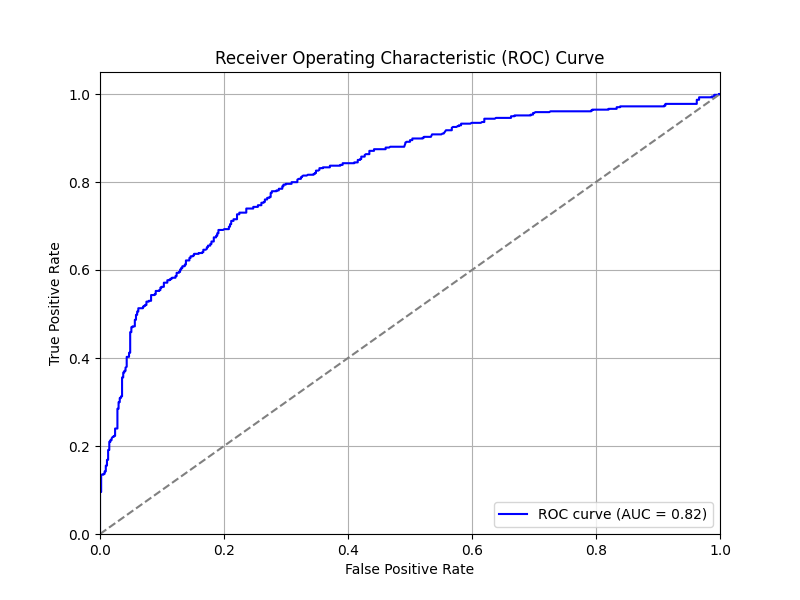 Receiver Operating Characteristic (ROC) Curve
1.0
0.8
0.6
0.4
0.2
0.0
True Positive Rate
ROC curve (AUC = 0.82)
0.0 0.2 0.4 0.6 0.8 1.0
False Positive Rate